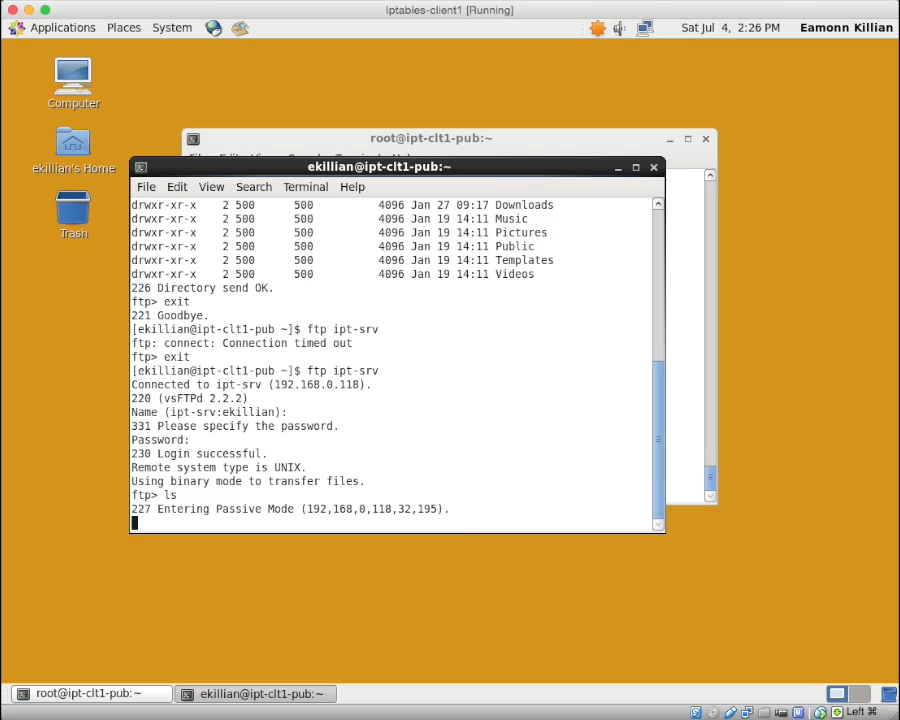 Iptables-client1 [Running]
Applications Places System Sat Jul 4, 2:26 PM Eamonn Killian
Computer
ekillian's Home
Trash
root@ipt-clt1-pub:~
ekillian@ipt-clt1-pub:~
File Edit View Search Terminal Help
drwxr-xr-x 2 500 500 4096 Jan 27 09:17 Downloads
drwxr-xr-x 2 500 500 4096 Jan 19 14:11 Music
drwxr-xr-x 2 500 500 4096 Jan 19 14:11 Pictures
drwxr-xr-x 2 500 500 4096 Jan 19 14:11 Public
drwxr-xr-x 2 500 500 4096 Jan 19 14:11 Templates
drwxr-xr-x 2 500 500 4096 Jan 19 14:11 Videos
226 Directory send OK.
ftp> exit
221 Goodbye.
[ekillian@ipt-clt1-pub ~]$ ftp ipt-srv
ftp: connect: Connection timed out
ftp> exit
[ekillian@ipt-clt1-pub ~]$ ftp ipt-srv
Connected to ipt-srv (192.168.0.118).
220 (vsFTPd 2.2.2)
Name (ipt-srv:ekillian):
331 Please specify the password.
Password:
230 Login successful.
Remote system type is UNIX.
Using binary mode to transfer files.
ftp> ls
227 Entering Passive Mode (192,168,0,118,32,195).
root@ipt-clt1-pub:~ ekillian@ipt-clt1-pub:~
Left ⌘